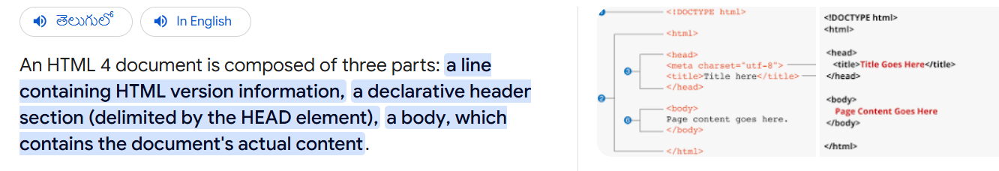 తెలుగులో
In English
An HTML 4 document is composed of three parts: a line
containing HTML version information, a declarative header
section (delimited by the HEAD element), a body, which
contains the document's actual content.
<!DOCTYPE html>
<html>
3
<head>
<meta charset="utf-8">
<title>Title here</title>
</head>
2
6
<body>
Page content goes here.
</body>
</html>
<!DOCTYPE html>
<html>
<head>
<title>Title Goes Here</title>
</head>
<body>
Page Content Goes Here
</body>
</html>